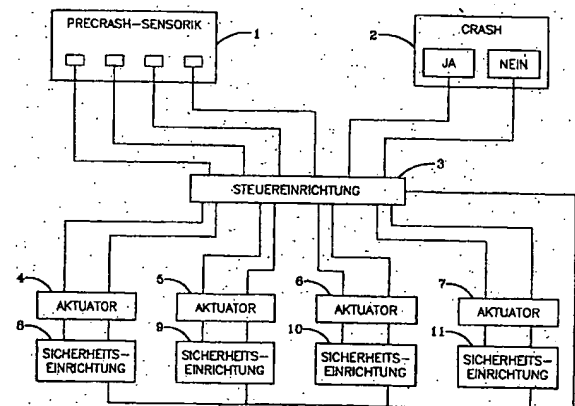 PRECRASH-SENSORIK
1
2
CRASH
JA
NEIN
3
STEUEREINRICHTUNG
4
AKTUATOR
5
AKTUATOR
6
AKTUATOR
7
AKTUATOR
8
SICHERHEITS-
EINRICHTUNG
9
SICHERHEITS-
EINRICHTUNG
10
SICHERHEITS-
EINRICHTUNG
11
SICHERHEITS-
EINRICHTUNG